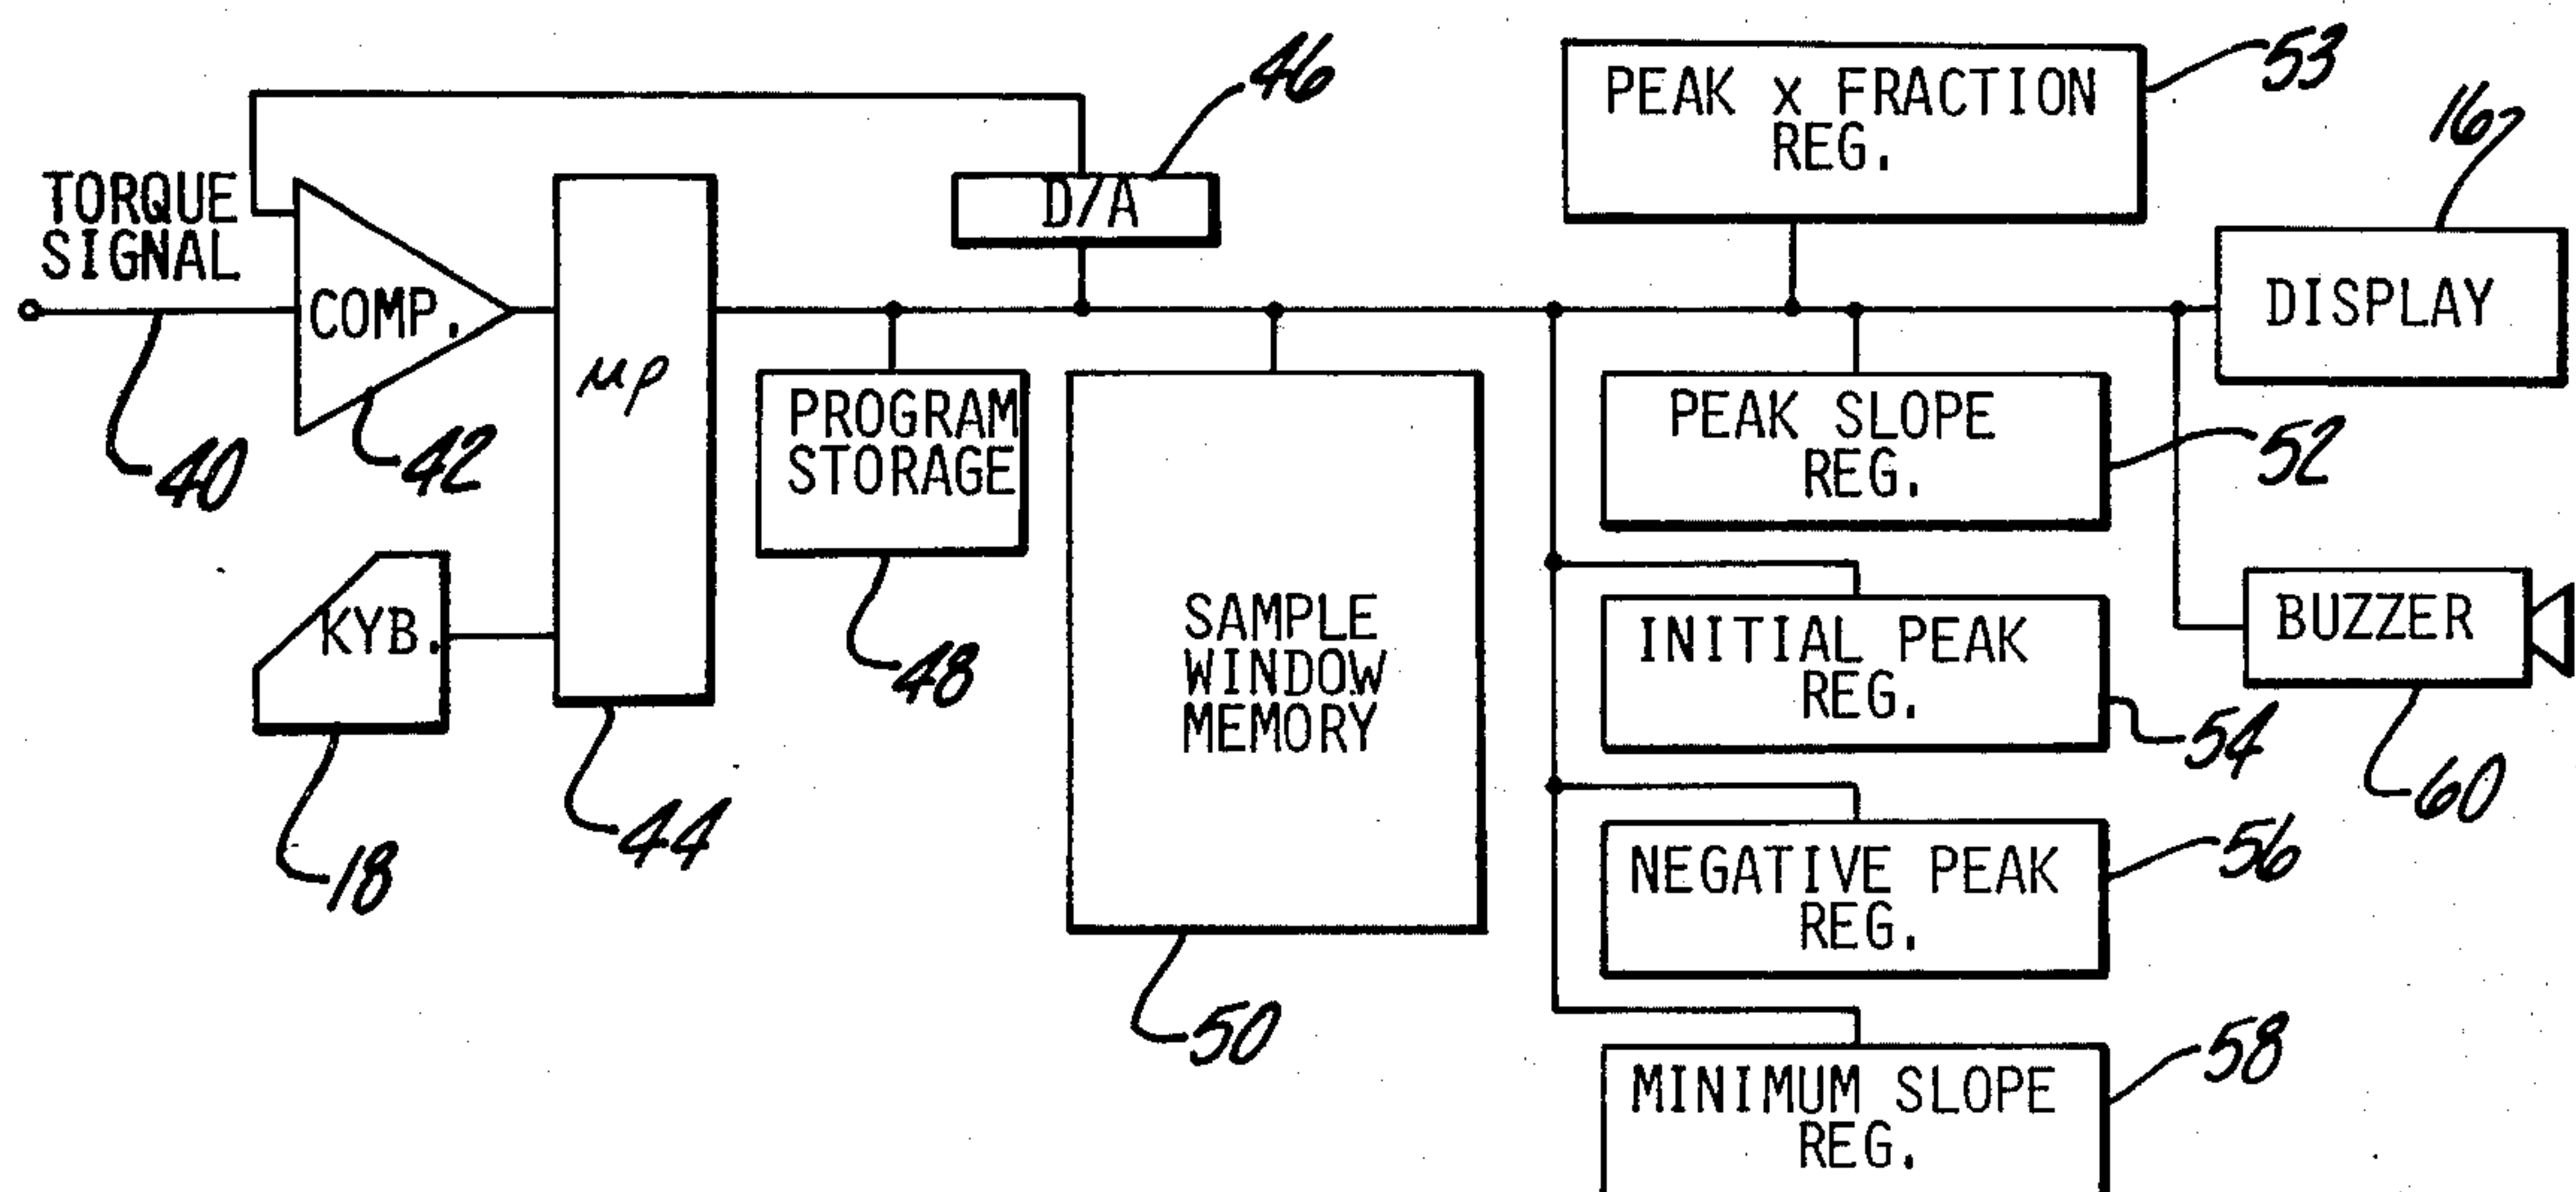 46
PEAK x FRACTION
REG.
53
16
TORQUE
SIGNAL
D/A
COMP.
μp
DISPLAY
PROGRAM
STORAGE
PEAK SLOPE
REG.
52
40
42
KYB.
48
SAMPLE
WINDOW
MEMORY
INITIAL PEAK
REG.
54
BUZZER
60
18
44
NEGATIVE PEAK
REG.
56
50
MINIMUM SLOPE
REG.
58